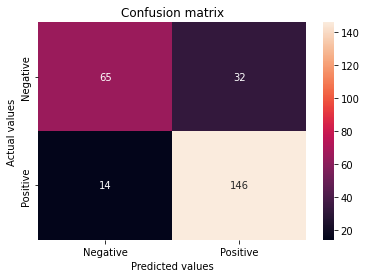 Confusion matrix
Actual values
Negative
Positive
65
32
14
146
Negative
Positive
Predicted values
140
120
100
80
60
40
20